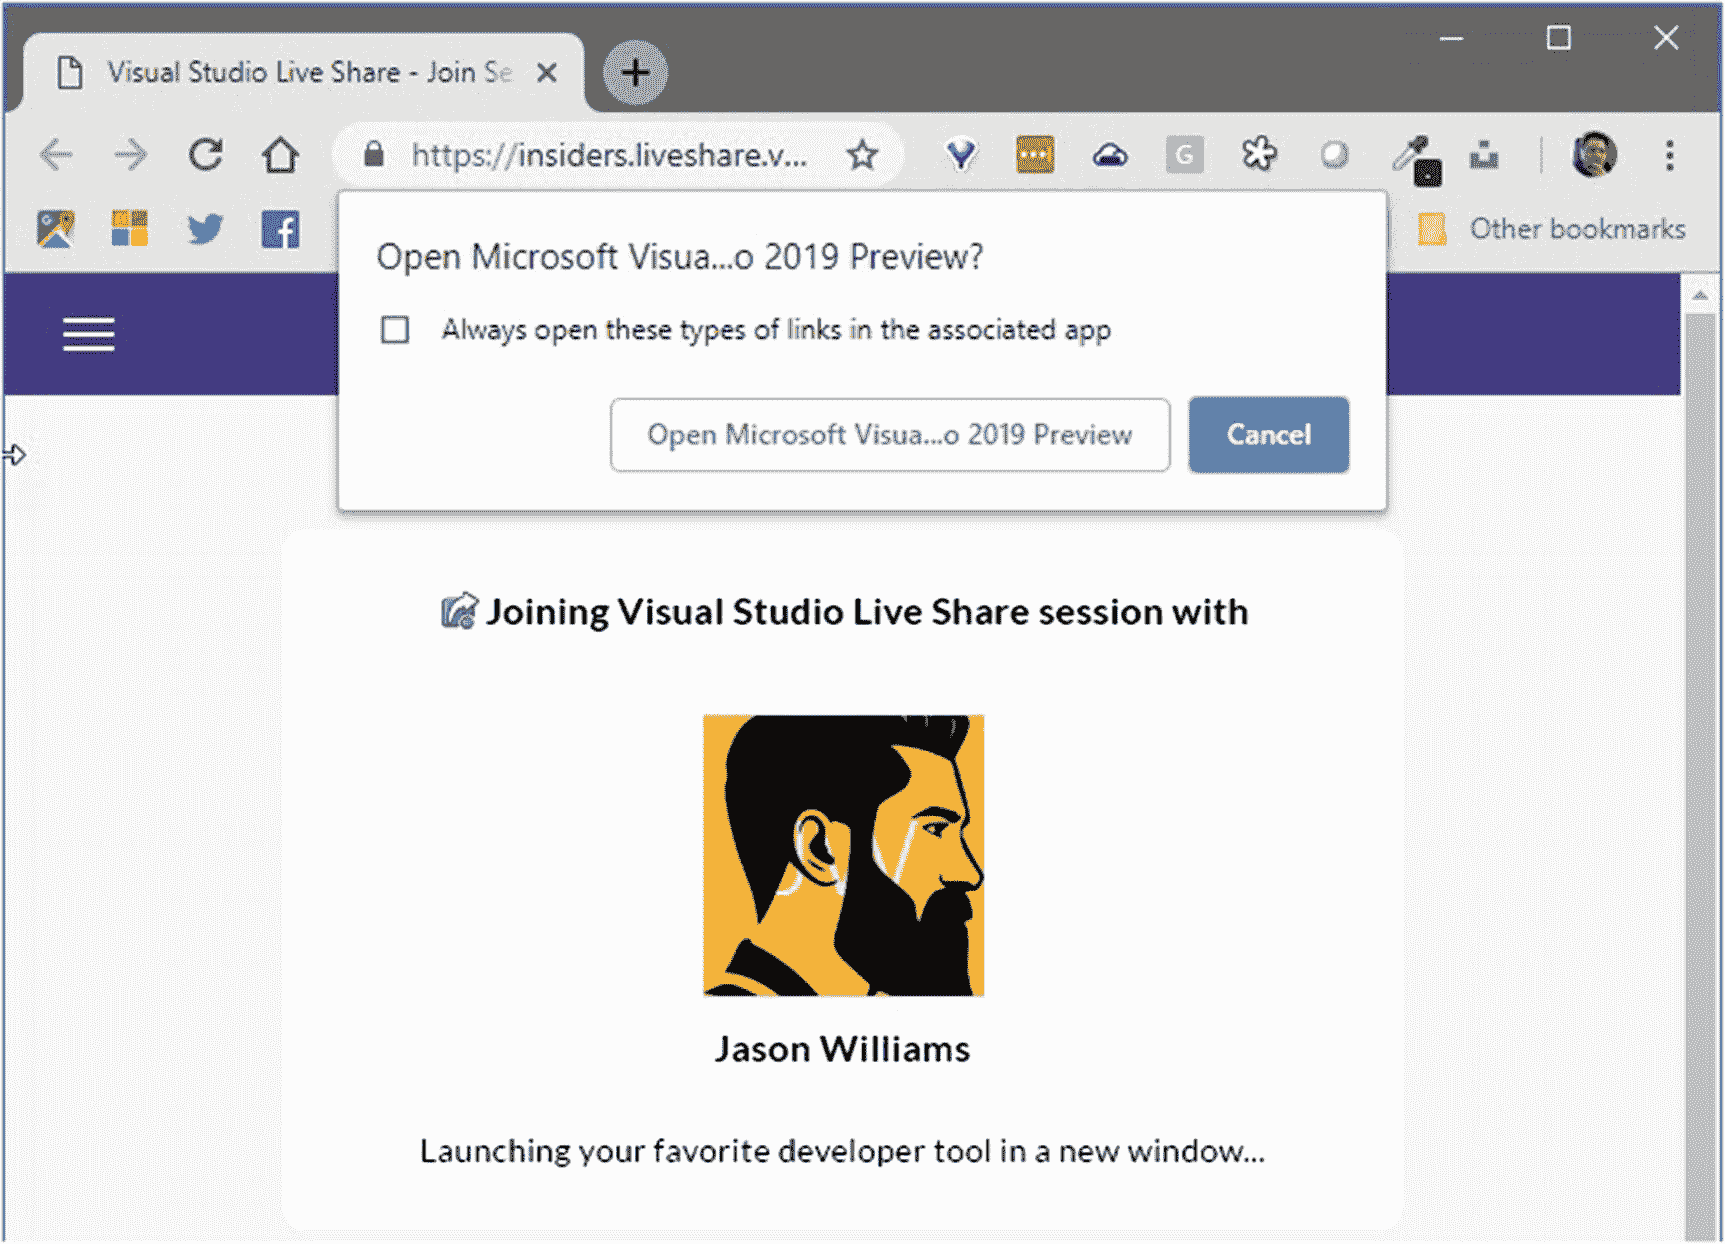 Visual Studio Live Share - Join Se
https://insiders.liveshare.v...
G
Other bookmarks
Open Microsoft Visua...o 2019 Preview?
Always open these types of links in the associated app
Open Microsoft Visua...o 2019 Preview
Cancel
Joining Visual Studio Live Share session with
Jason Williams
Launching your favorite developer tool in a new window...